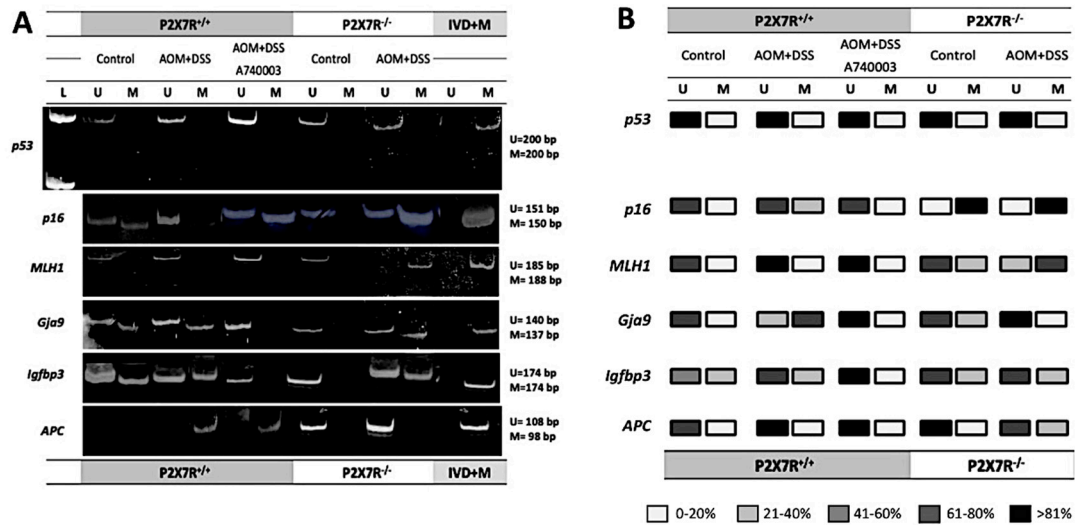 A
P2X7R+/+ P2X7R-/- IVD+M
Control AOM+DSS AOM+DSS A740003 Control AOM+DSS
L U M U M U M U M U M U M
p53 U=200 bp
M=200 bp
p16 U= 151 bp
M= 150 bp
MLH1 U= 185 bp
M= 188 bp
Gja9 U= 140 bp
M=137 bp
Igfbp3 U=174 bp
M=174 bp
APC U= 108 bp
M= 98 bp
P2X7R+/+ P2X7R-/- IVD+M
B
P2X7R+/+ P2X7R-/-
Control AOM+DSS AOM+DSS A740003 Control AOM+DSS
U M U M U M U M U M
p53
p16
MLH1
Gja9
Igfbp3
APC
P2X7R+/+ P2X7R-/-
0-20% 21-40% 41-60% 61-80% >81%